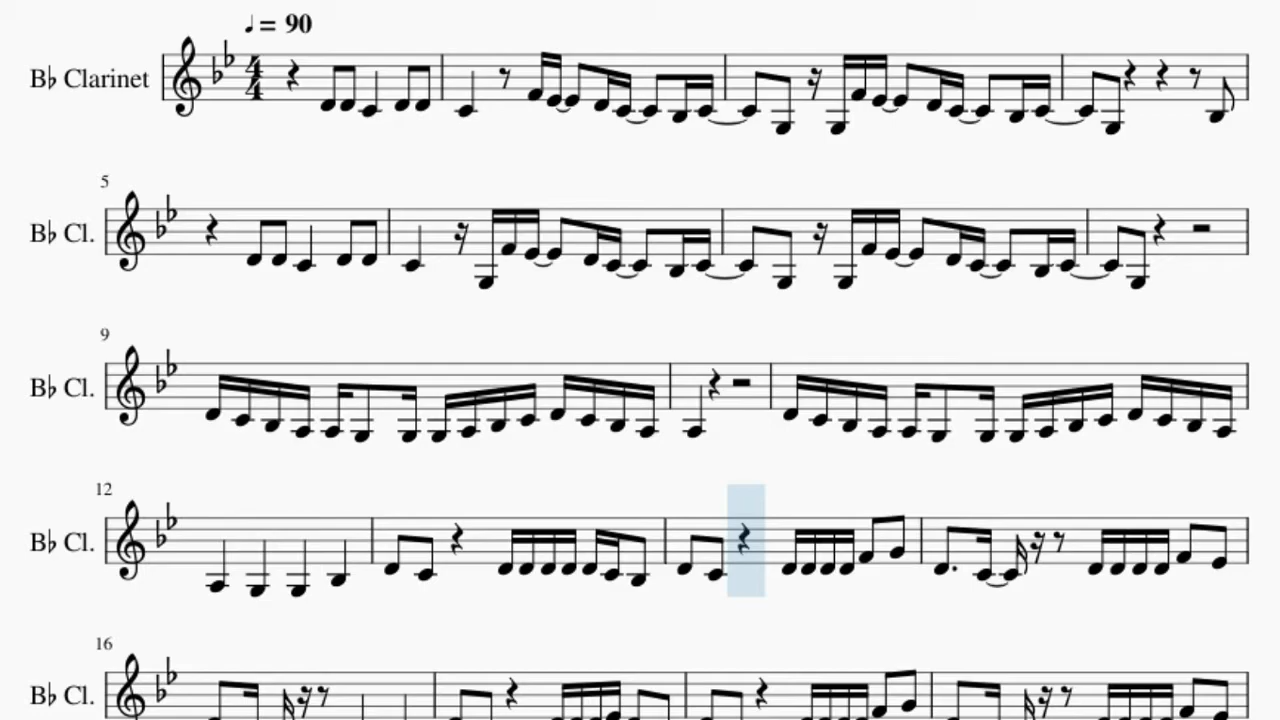 ♩= 90
B♭ Clarinet
4
4
5
B♭ Cl.
9
B♭ Cl.
12
B♭ Cl.
16
B♭ Cl.